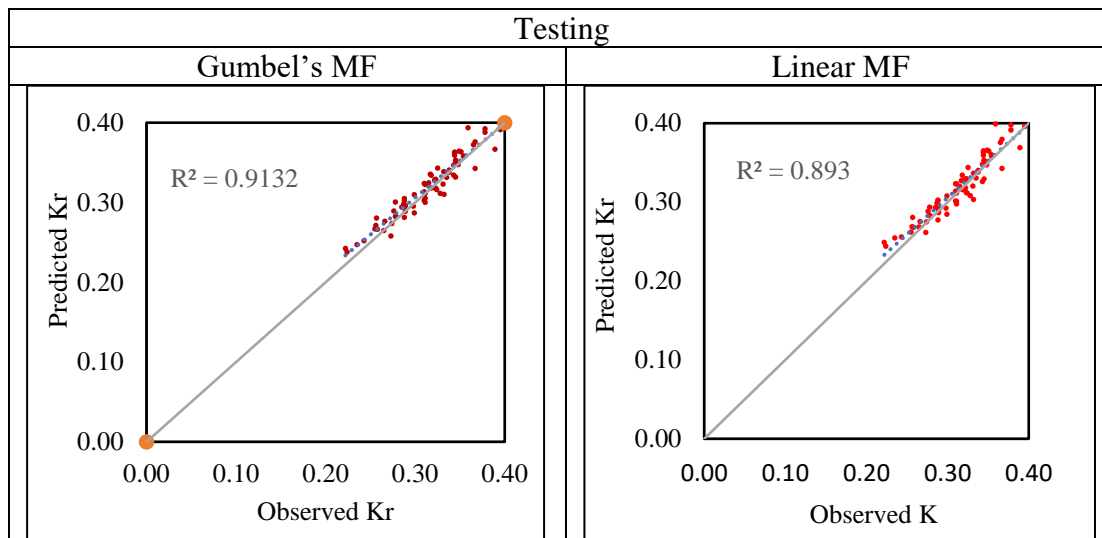 Testing
Gumbel's MF
Linear MF
0.40
0.30
0.20
0.10
0.00
Predicted Kr
R² = 0.9132
0.00 0.10 0.20 0.30 0.40
Observed Kr
0.40
0.30
0.20
0.10
0.00
Predicted Kr
R² = 0.893
0.00 0.10 0.20 0.30 0.40
Observed K